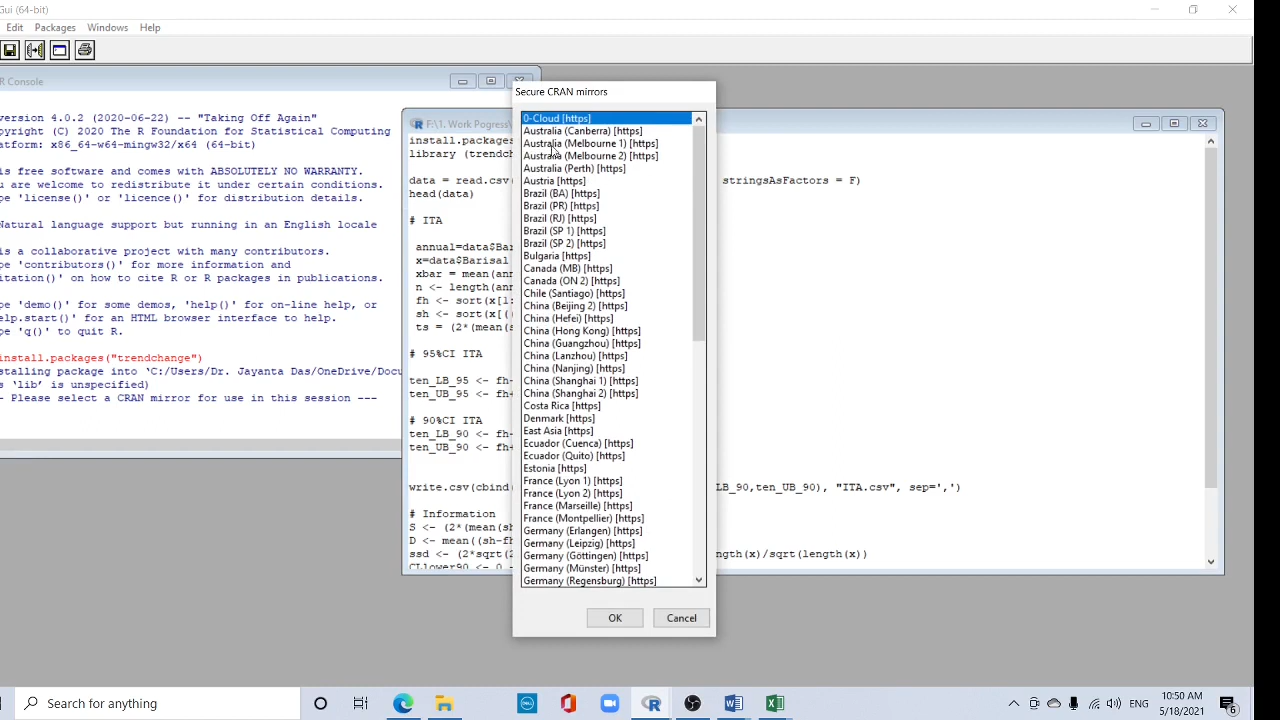 Gui (64-bit)
Edit Packages Windows Help
R Console
version 4.0.2 (2020-06-22) -- "Taking Off Again"
opyright (C) 2020 The R Foundation for Statistical Computing
atform: x86_64-w64-mingw32/x64 (64-bit)
is free software and comes with ABSOLUTELY NO WARRANTY.
u are welcome to redistribute it under certain conditions.
pe 'license()' or 'licence()' for distribution details.
Natural language support but running in an English locale
is a collaborative project with many contributors.
pe 'contributors()' for more information and
itation()' on how to cite R or R packages in publications.
pe 'demo()' for some demos, 'help()' for on-line help, or
elp.start()' for an HTML browser interface to help.
pe 'q()' to quit R.
install.packages("trendchange")
stalling package into ‘C:/Users/Dr. Jayanta Das/OneDrive/Docu
s ‘lib’ is unspecified)
- Please select a CRAN mirror for use in this session ---
F:\1. Work Pogress
install.packages
library (trendch
data = read.csv( stringsAsFactors = F)
head(data)
# ITA
annual=data$Baris
x=data$Barisal
xbar = mean(ann
n <- length(ann
fh <- sort(x[1:
sh <- sort(x[(
ts = (2*(mean(s
# 95%CI ITA
ten_LB_95 <- fh-
ten_UB_95 <- fh+
# 90%CI ITA
ten_LB_90 <- fh-
ten_UB_90 <- fh+
write.csv(cbind( LB_90,ten_UB_90), "ITA.csv", sep=',')
# Information
S <- (2*(mean(sh
D <- mean((sh-fh
ssd <- (2*sqrt(2 ngth(x)/sqrt(length(x))
CLlower90 <- 0 -
Secure CRAN mirrors
0-Cloud [https]
Australia (Canberra) [https]
Australia (Melbourne 1) [https]
Australia (Melbourne 2) [https]
Australia (Perth) [https]
Austria [https]
Brazil (BA) [https]
Brazil (PR) [https]
Brazil (RJ) [https]
Brazil (SP 1) [https]
Brazil (SP 2) [https]
Bulgaria [https]
Canada (MB) [https]
Canada (ON 2) [https]
Chile (Santiago) [https]
China (Beijing 2) [https]
China (Hefei) [https]
China (Hong Kong) [https]
China (Guangzhou) [https]
China (Lanzhou) [https]
China (Nanjing) [https]
China (Shanghai 1) [https]
China (Shanghai 2) [https]
Costa Rica [https]
Denmark [https]
East Asia [https]
Ecuador (Cuenca) [https]
Ecuador (Quito) [https]
Estonia [https]
France (Lyon 1) [https]
France (Lyon 2) [https]
France (Marseille) [https]
France (Montpellier) [https]
Germany (Erlangen) [https]
Germany (Leipzig) [https]
Germany (Göttingen) [https]
Germany (Münster) [https]
Germany (Regensburg) [https]
OK Cancel
Search for anything
ENG
10:50 AM
5/18/2021
6